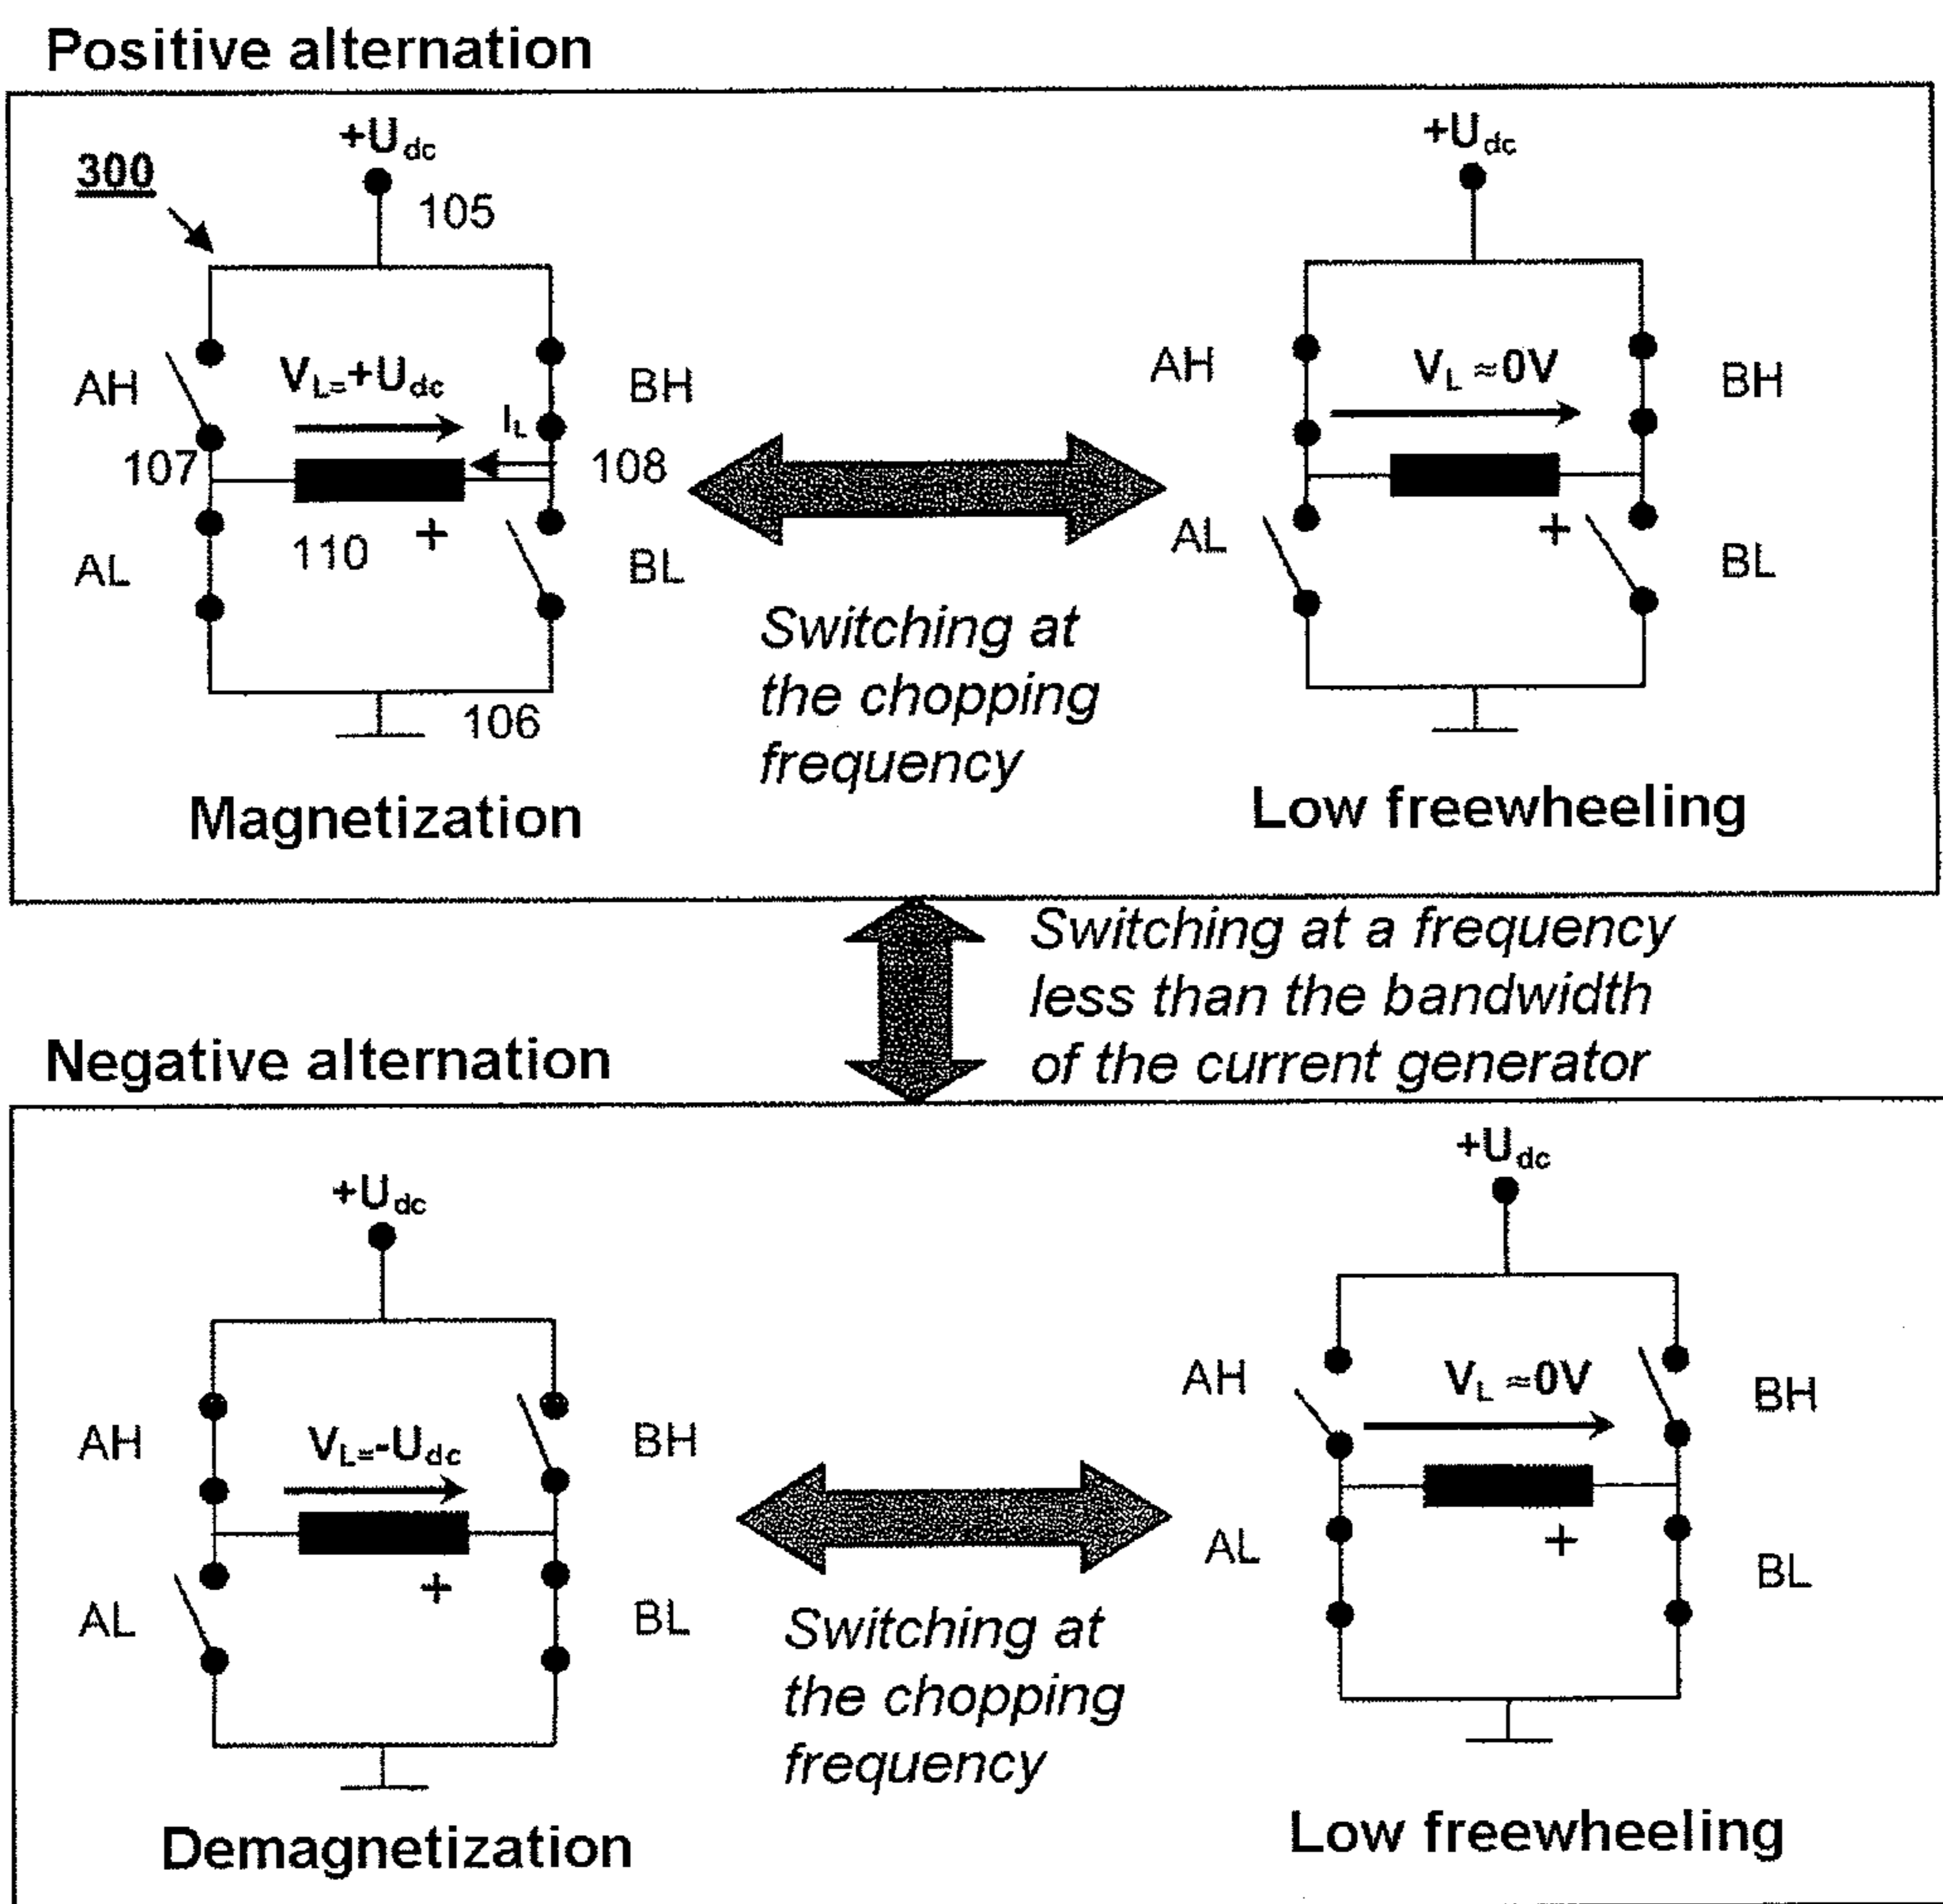 Positive alternation
300
+Udc
105
AH
VL=+Udc
IL
BH
107
108
110
+
AL
BL
106
Magnetization
Switching at
the chopping
frequency
+Udc
AH
VL ≈0V
BH
AL
+
BL
Low freewheeling
Switching at a frequency
less than the bandwidth
of the current generator
Negative alternation
+Udc
AH
VL=-Udc
BH
AL
+
BL
Demagnetization
Switching at
the chopping
frequency
+Udc
AH
VL ≈0V
BH
AL
+
BL
Low freewheeling